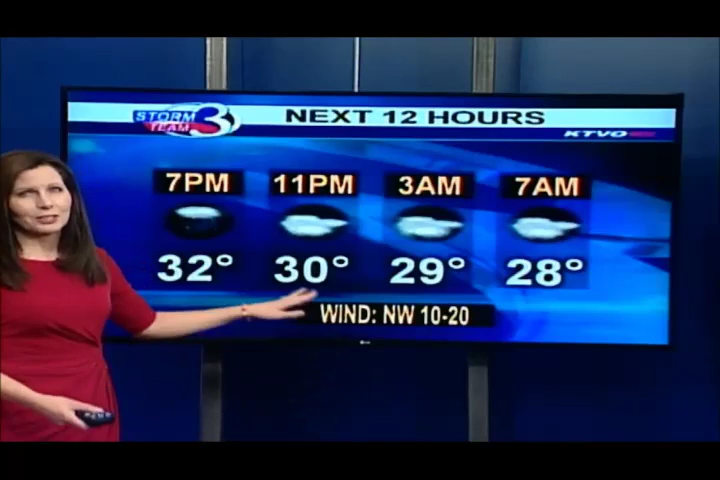 STORM 3
TEAM
NEXT 12 HOURS
KTVO
7PM 11PM 3AM 7AM
32° 30° 29° 28°
WIND: NW 10-20
LG